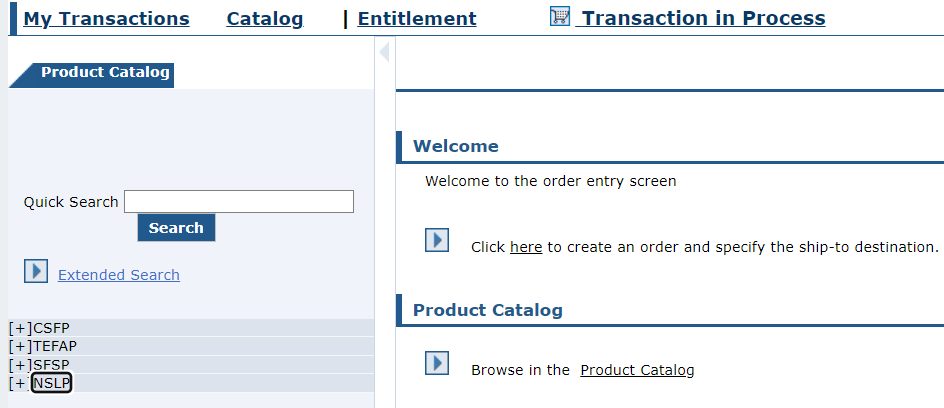 My Transactions Catalog | Entitlement Transaction in Process
Product Catalog
Quick Search
Search
Extended Search
[+]CSFP
[+]TEFAP
[+]SFSP
[+]NSLP
Welcome
Welcome to the order entry screen
Click here to create an order and specify the ship-to destination.
Product Catalog
Browse in the Product Catalog